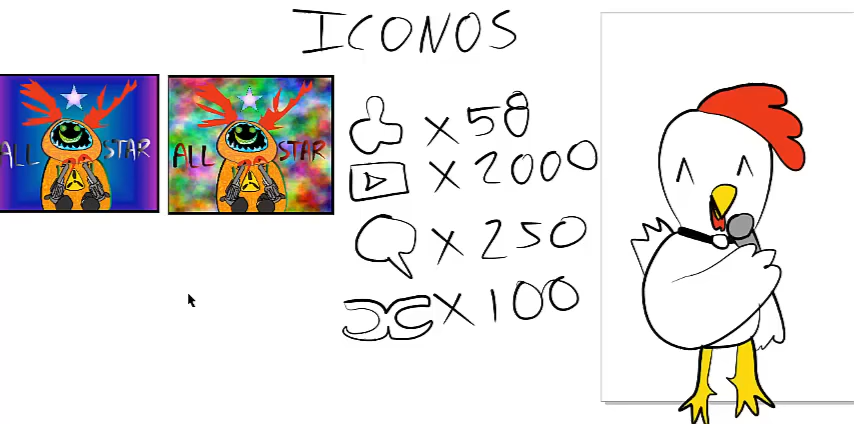 ICONOS
ALL STAR
ALL STAR
x 58
x 2000
x 250
x 100